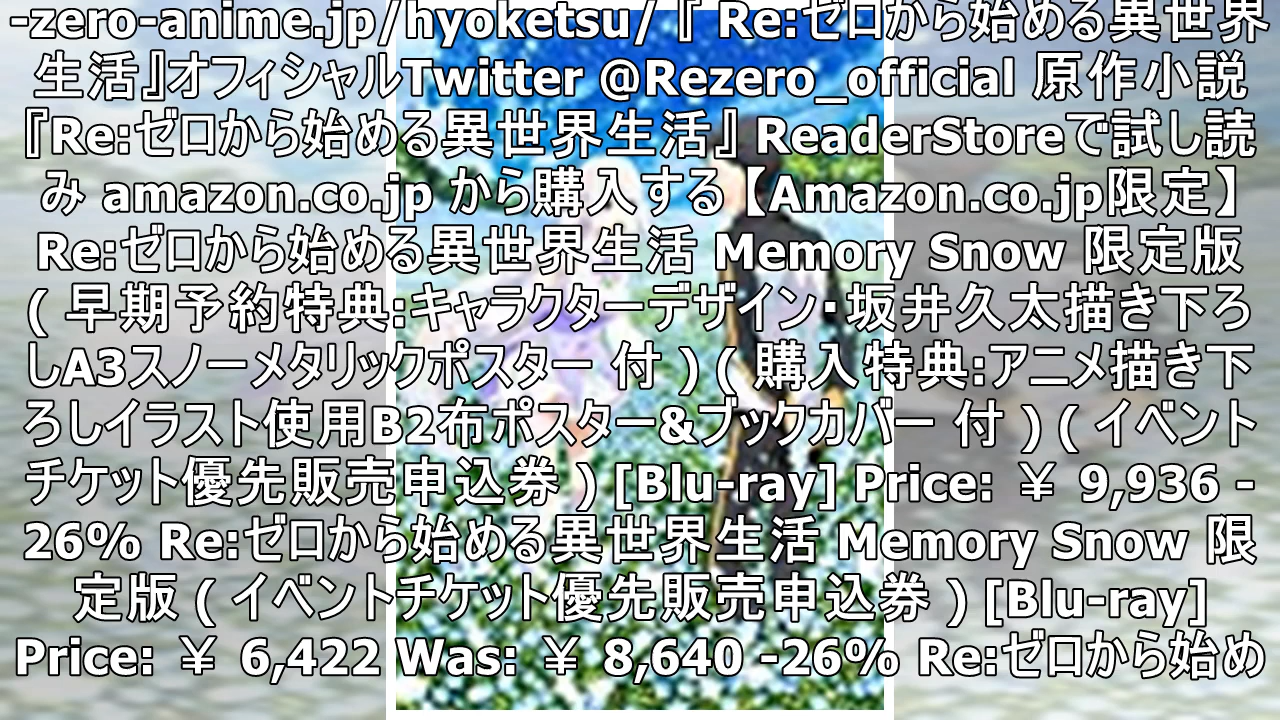 -zero-anime.jp/hyoketsu/ 『 Re:ゼロから始める異世界
生活』オフィシャルTwitter @Rezero_official 原作小説
『Re:ゼロから始める異世界生活』 ReaderStoreで試し読
み amazon.co.jp から購入する 【Amazon.co.jp限定】
Re:ゼロから始める異世界生活 Memory Snow 限定版
( 早期予約特典:キャラクターデザイン・坂井久太描き下ろ
しA3スノーメタリックポスター 付 ) ( 購入特典:アニメ描き下
ろしイラスト使用B2布ポスター&ブックカバー 付 ) ( イベント
チケット優先販売申込券 ) [Blu-ray] Price: ￥ 9,936 -
26% Re:ゼロから始める異世界生活 Memory Snow 限
定版 ( イベントチケット優先販売申込券 ) [Blu-ray]
Price: ￥ 6,422 Was: ￥ 8,640 -26% Re:ゼロから始め